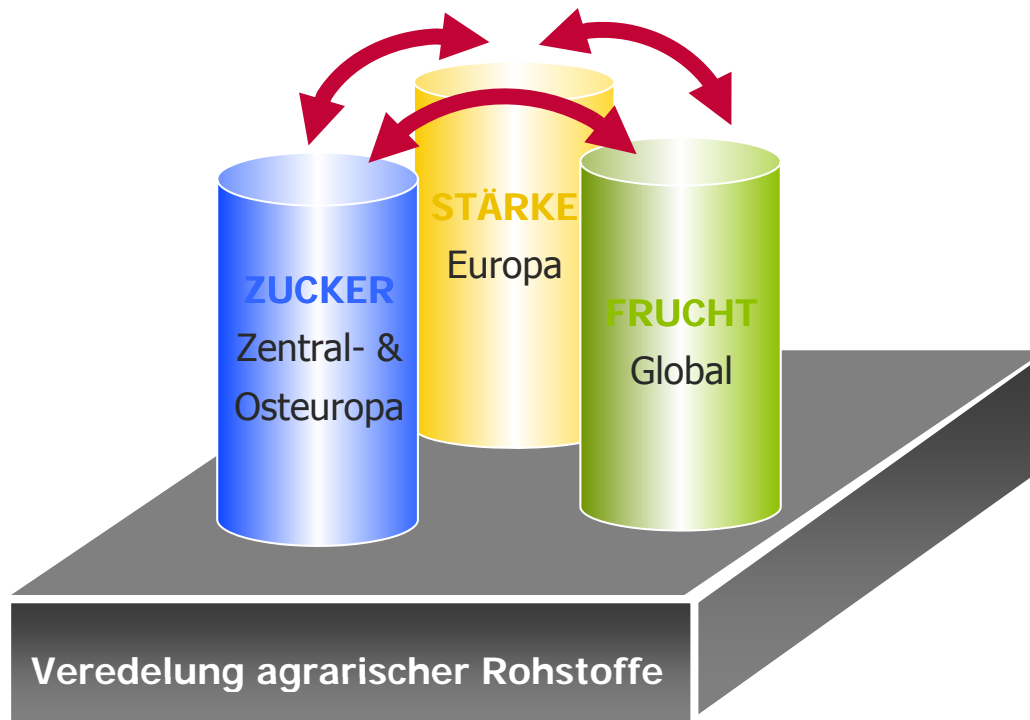 STÄRKE
Europa
ZUCKER
Zentral- &
Osteuropa
FRUCHT
Global
Veredelung agrarischer Rohstoffe